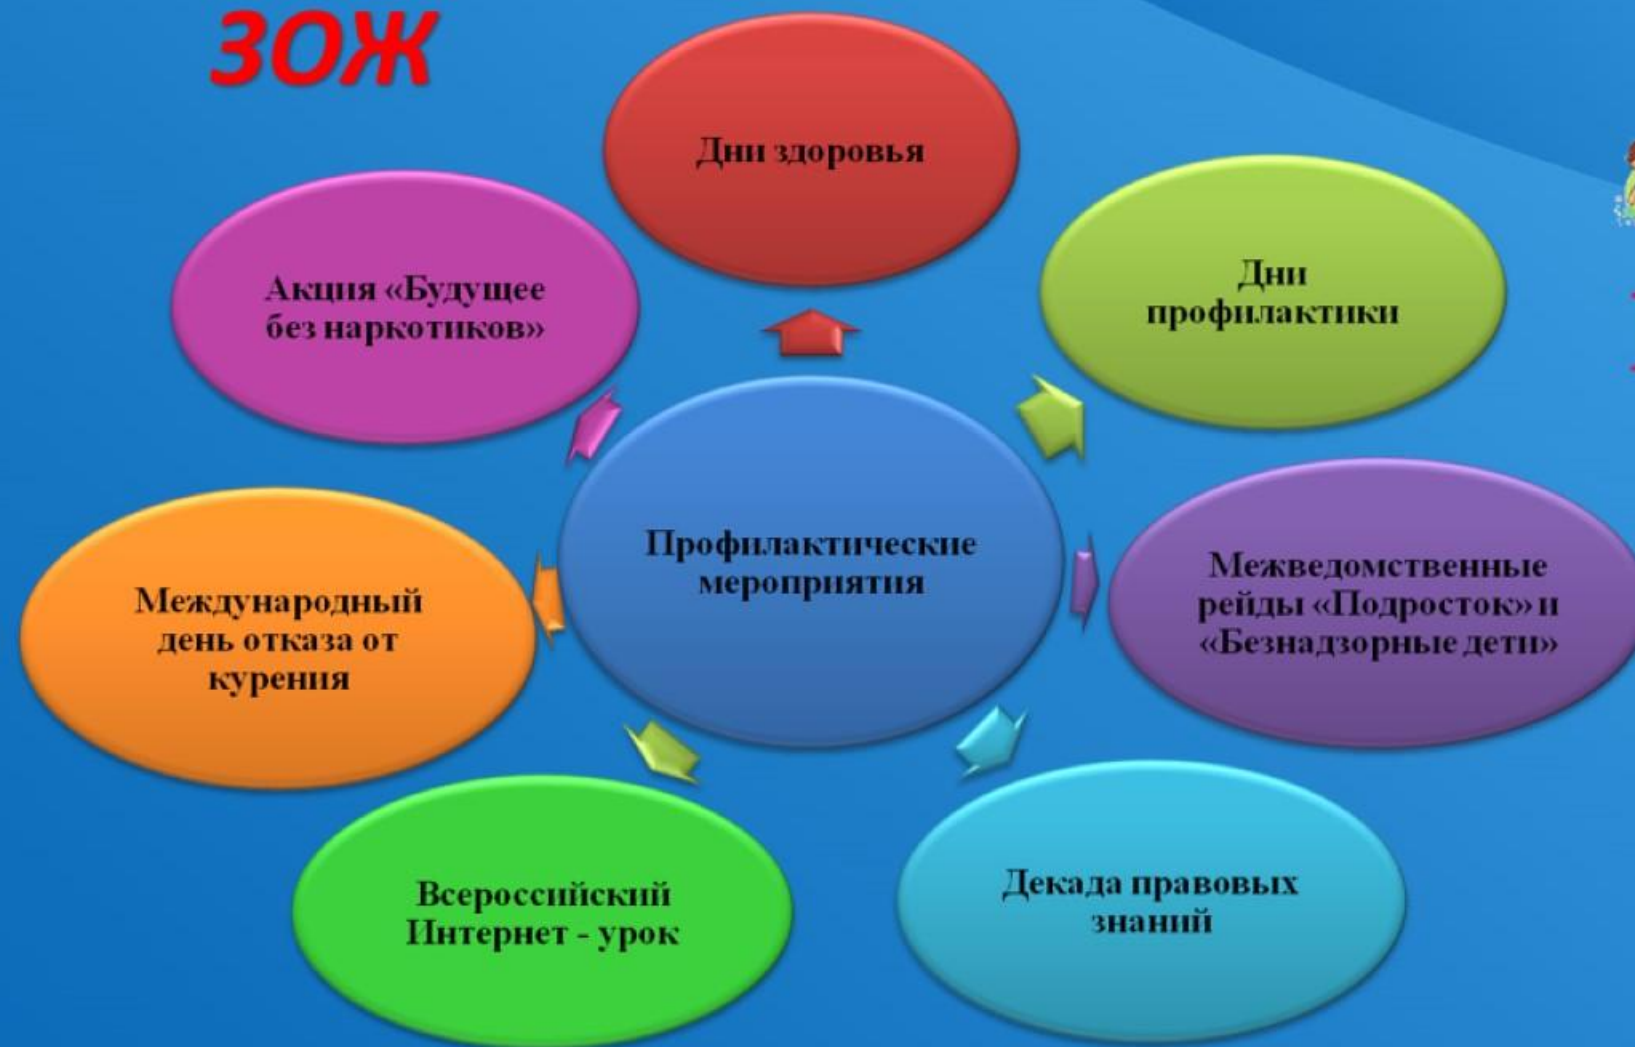 ЗОЖ
Дни здоровья
Акция «Будущее
без наркотиков»
Дни
профилактики
Профилактические
мероприятия
Межведомственные
рейды «Подросток» и
«Безнадзорные дети»
Международный
день отказа от
курения
Всероссийский
Интернет - урок
Декада правовых
знаний